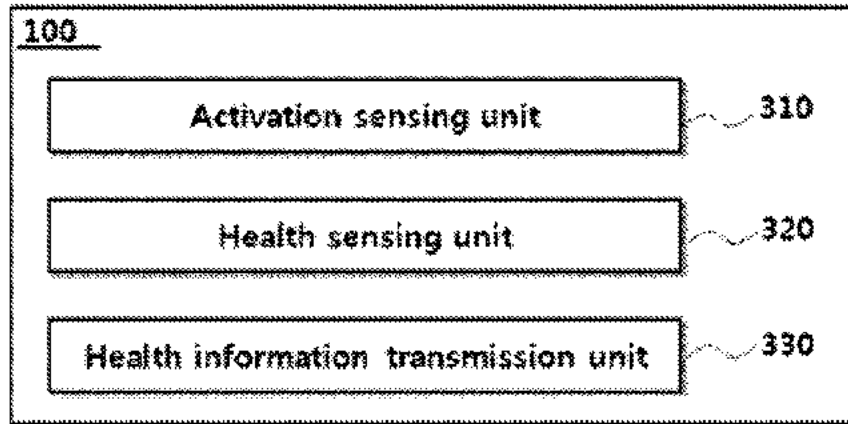 100
Activation sensing unit 310
Health sensing unit 320
Health information transmission unit 330